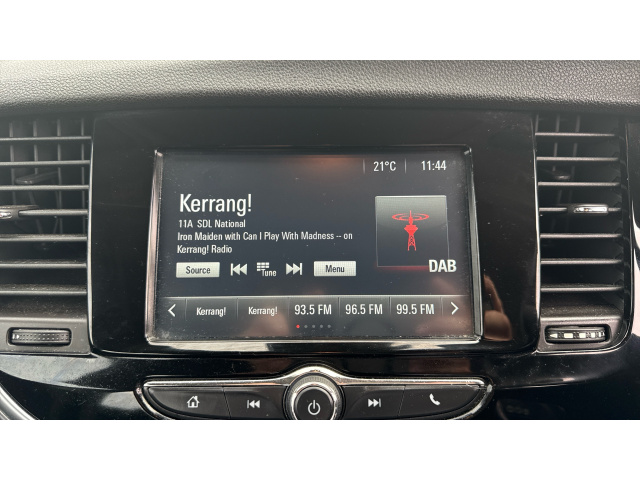 21°C 11:44
Kerrang!
11A SDL National
Iron Maiden with Can I Play With Madness -- on
Kerrang! Radio
Source Tune Menu
DAB
Kerrang! Kerrang! 93.5 FM 96.5 FM 99.5 FM